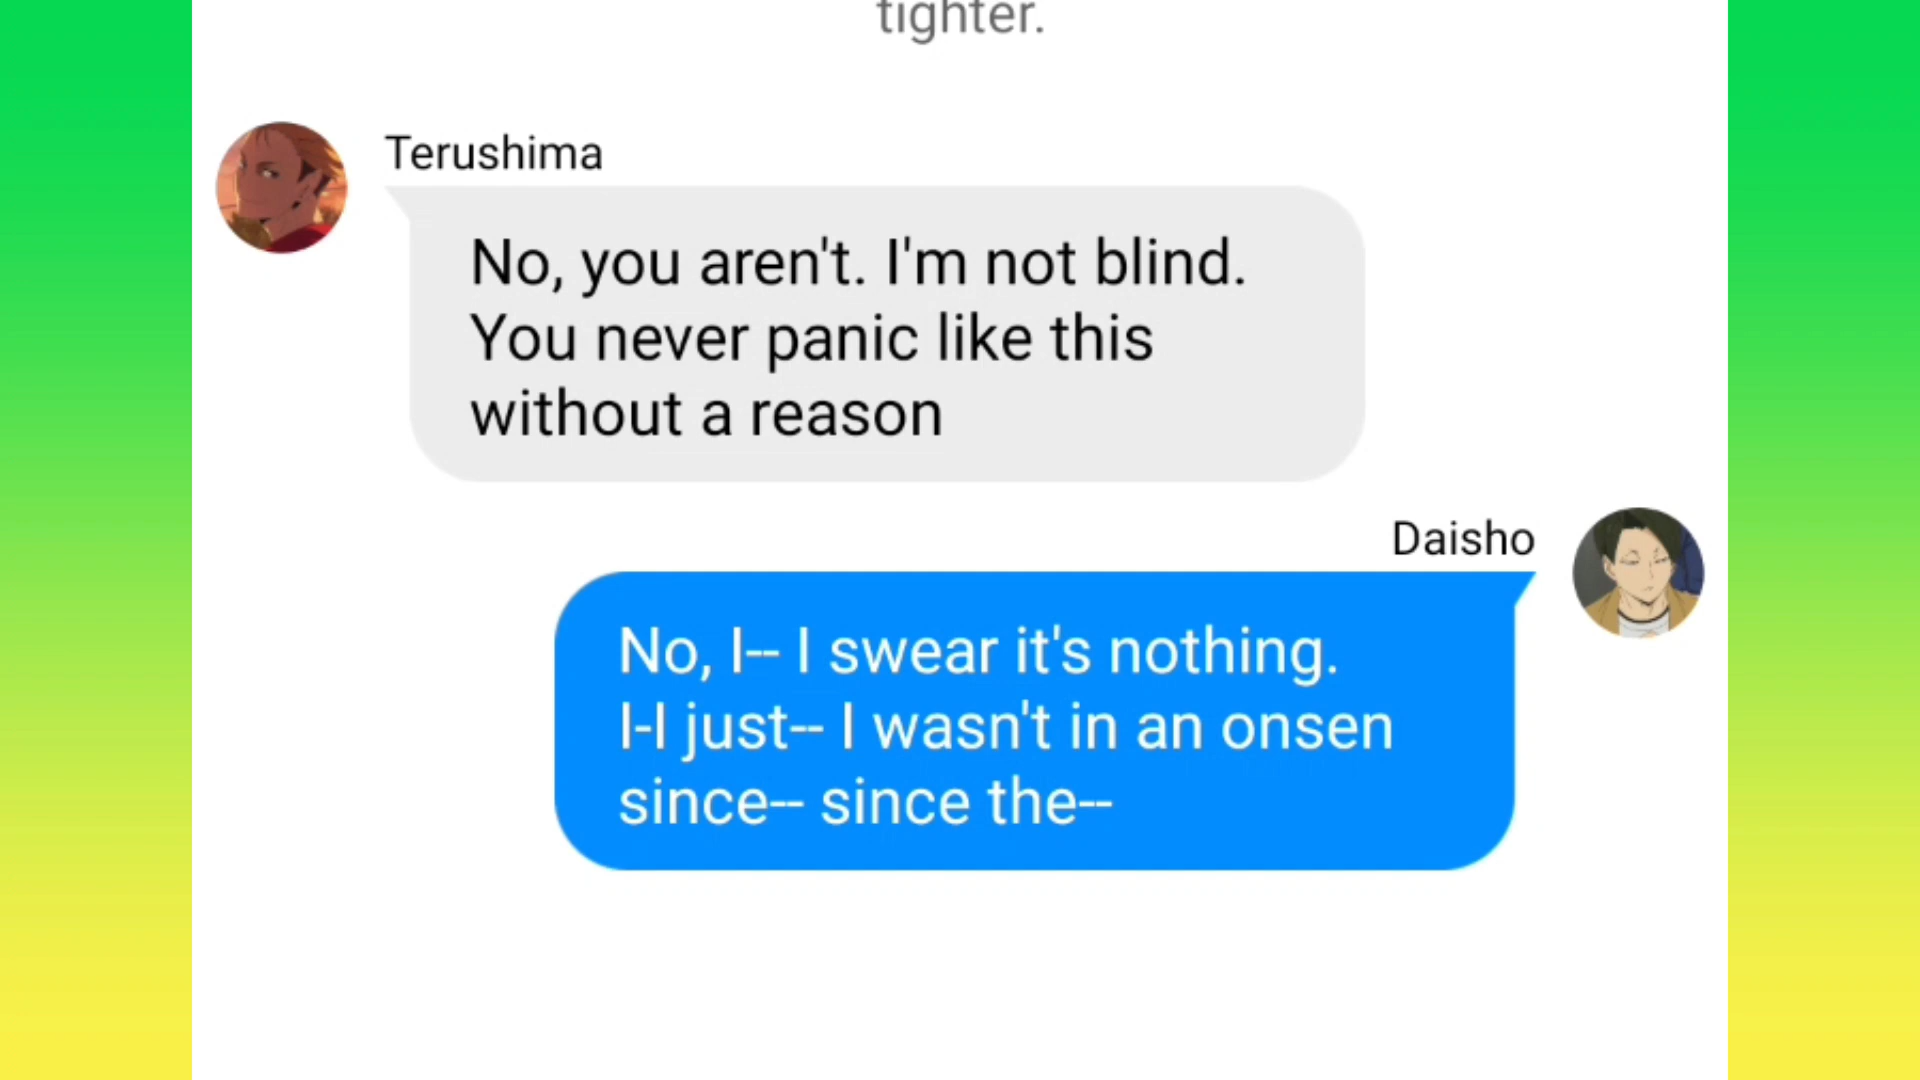 tighter.
Terushima
No, you aren't. I'm not blind.
You never panic like this
without a reason
Daisho
No, I-- I swear it's nothing.
I-I just-- I wasn't in an onsen
since-- since the--